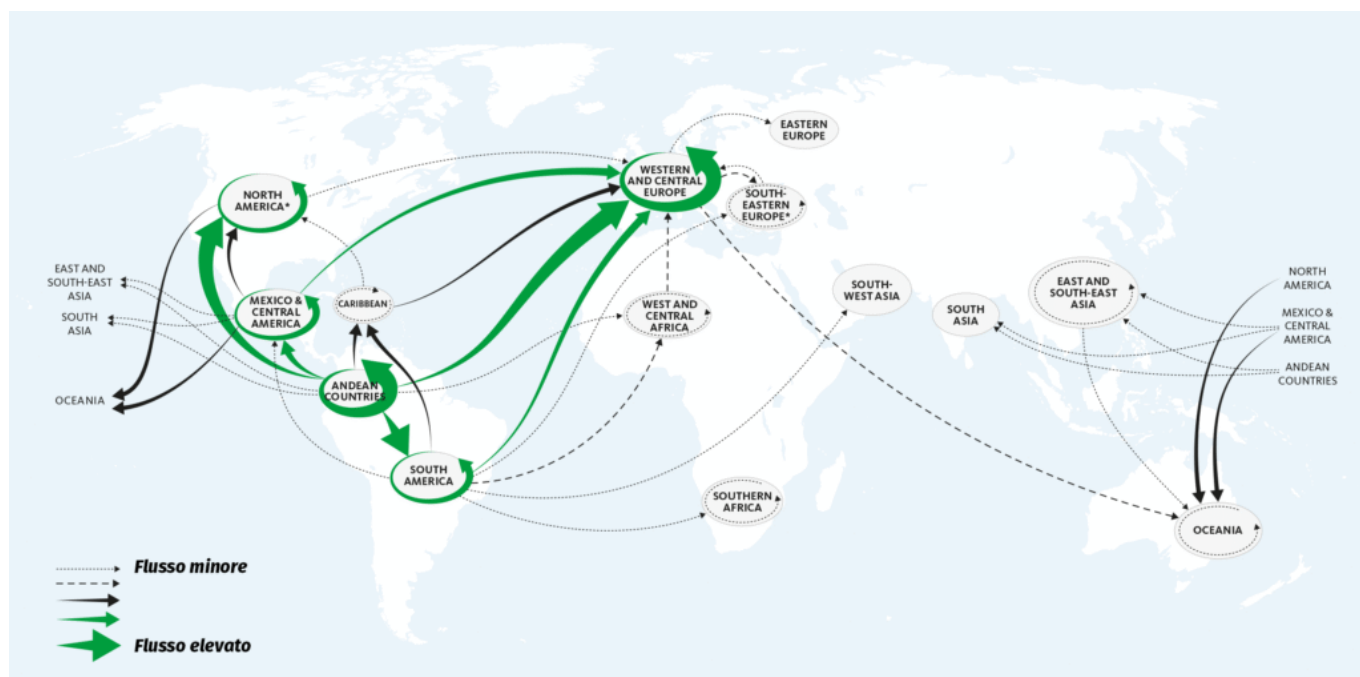 EASTERN
EUROPE
WESTERN
AND CENTRAL
EUROPE
SOUTH-
EASTERN
EUROPE*
NORTH
AMERICA*
EAST AND
SOUTH-EAST
ASIA
SOUTH
ASIA
OCEANIA
MEXICO &
CENTRAL
AMERICA
CARIBBEAN
WEST AND
CENTRAL
AFRICA
SOUTH-
WEST ASIA
SOUTH
ASIA
EAST AND
SOUTH-EAST
ASIA
NORTH
AMERICA
MEXICO &
CENTRAL
AMERICA
ANDEAN
COUNTRIES
ANDEAN
COUNTRIES
SOUTH
AMERICA
SOUTHERN
AFRICA
OCEANIA
Flusso minore
Flusso elevato